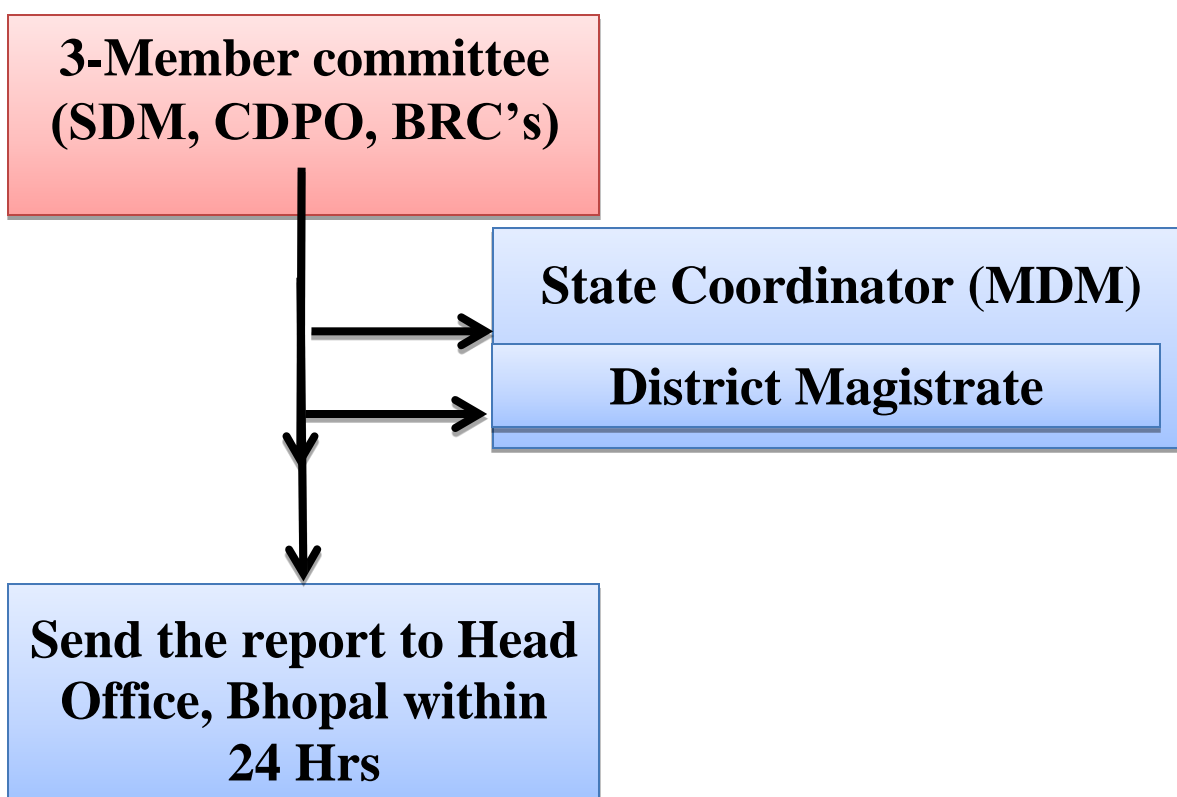 3-Member committee
(SDM, CDPO, BRC’s)
State Coordinator (MDM)
District Magistrate
Send the report to Head
Office, Bhopal within
24 Hrs